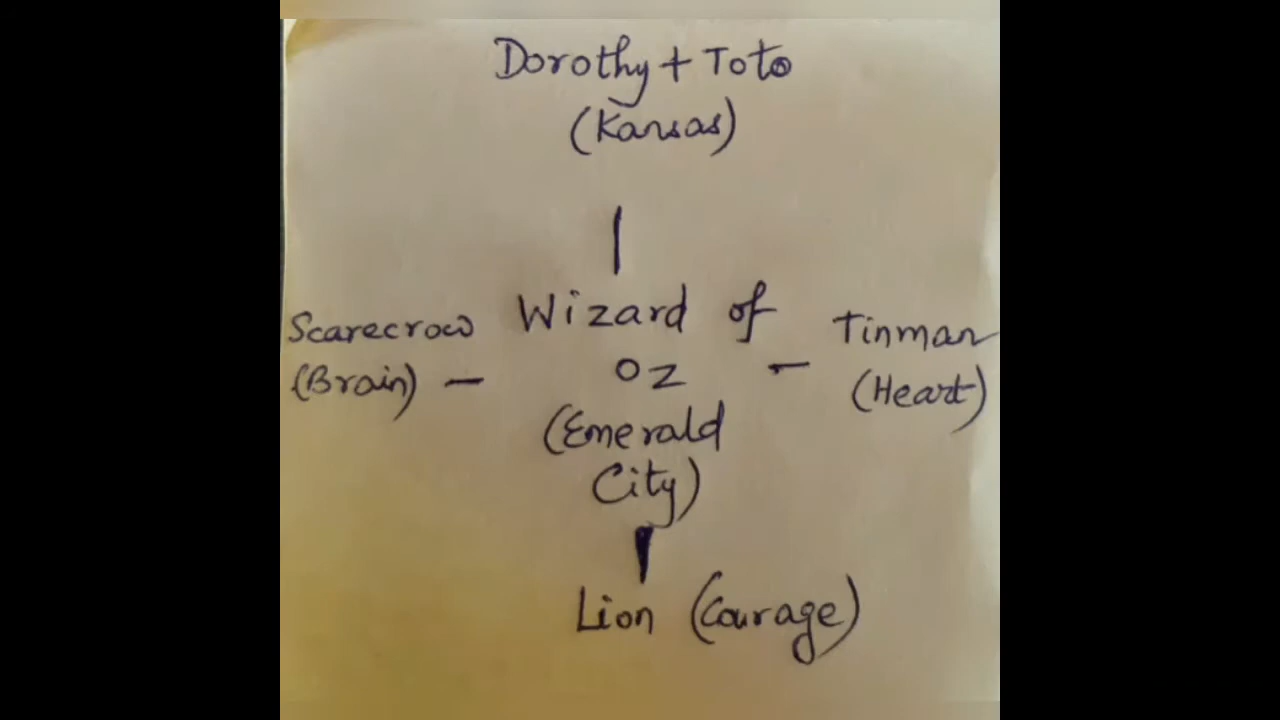 Dorothy + Toto
(Kansas)
Scarecrow Wizard of Tinman
(Brain) - Oz - (Heart)
(Emerald
City)
Lion (Courage)